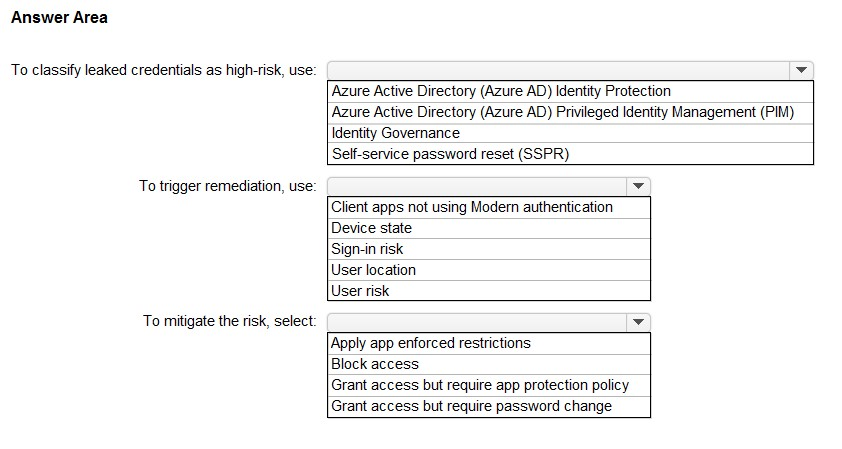 Answer Area
To classify leaked credentials as high-risk, use:
Azure Active Directory (Azure AD) Identity Protection
Azure Active Directory (Azure AD) Privileged Identity Management (PIM)
Identity Governance
Self-service password reset (SSPR)
To trigger remediation, use:
Client apps not using Modern authentication
Device state
Sign-in risk
User location
User risk
To mitigate the risk, select:
Apply app enforced restrictions
Block access
Grant access but require app protection policy
Grant access but require password change